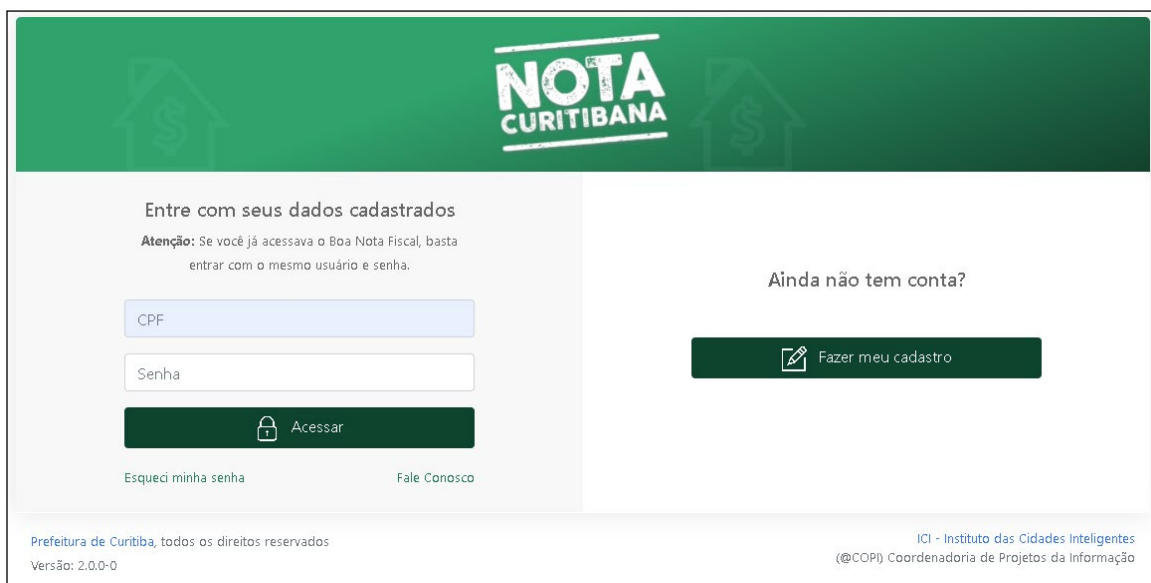 NOTA
CURITIBANA
Entre com seus dados cadastrados
Atenção: Se você já acessava o Boa Nota Fiscal, basta
entrar com o mesmo usuário e senha.
CPF
Senha
Acessar
Esqueci minha senha
Fale Conosco
Ainda não tem conta?
Fazer meu cadastro
Prefeitura de Curitiba, todos os direitos reservados
Versão: 2.0.0-0
ICI - Instituto das Cidades Inteligentes
(@COPI) Coordenadoria de Projetos da Informação